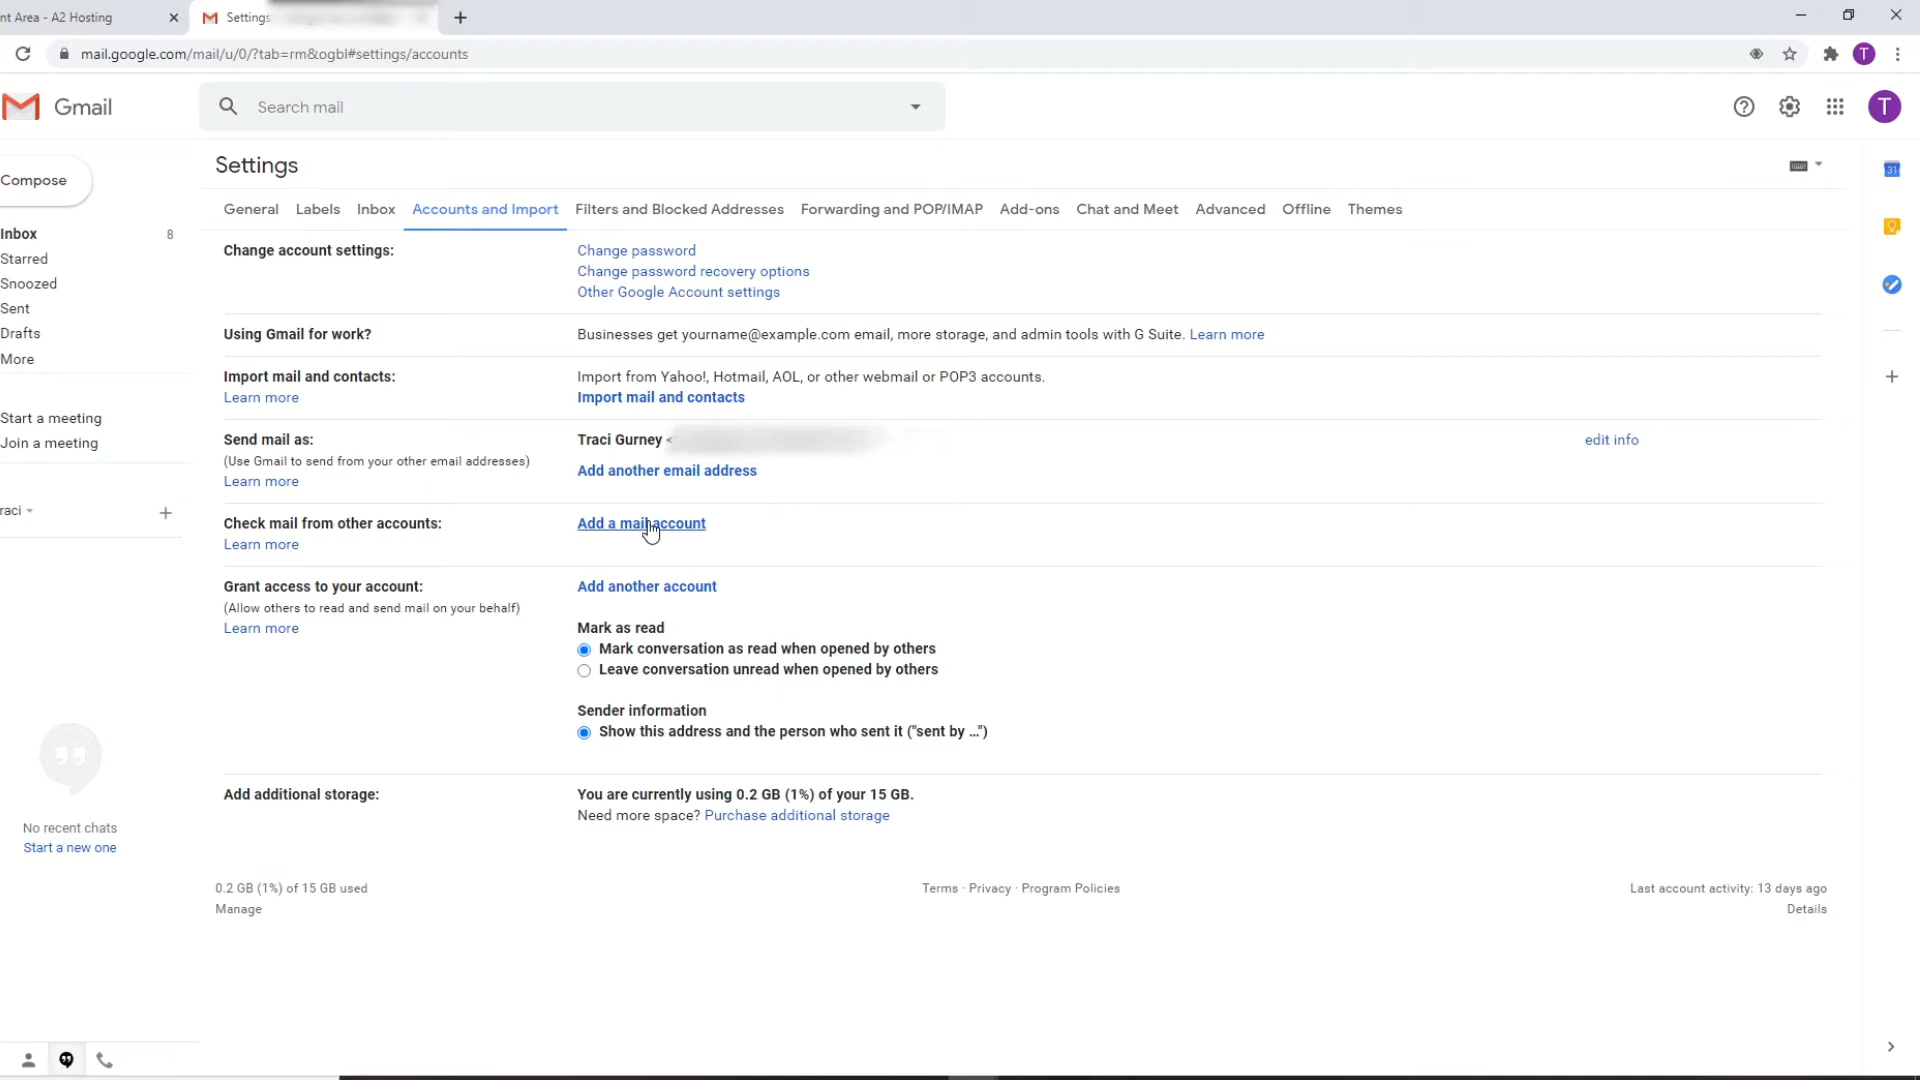 nt Area - A2 Hosting
Settings
mail.google.com/mail/u/0/?tab=rm&ogbl#settings/accounts
T
Gmail
Search mail
T
Compose
Inbox 8
Starred
Snoozed
Sent
Drafts
More
Start a meeting
Join a meeting
raci
No recent chats
Start a new one
Settings
General Labels Inbox Accounts and Import Filters and Blocked Addresses Forwarding and POP/IMAP Add-ons Chat and Meet Advanced Offline Themes
Change account settings: Change password
Change password recovery options
Other Google Account settings
Using Gmail for work? Businesses get yourname@example.com email, more storage, and admin tools with G Suite. Learn more
Import mail and contacts: Import from Yahoo!, Hotmail, AOL, or other webmail or POP3 accounts.
Learn more Import mail and contacts
Send mail as: Traci Gurney < edit info
(Use Gmail to send from your other email addresses) Add another email address
Learn more
Check mail from other accounts: Add a mail account
Learn more
Grant access to your account: Add another account
(Allow others to read and send mail on your behalf)
Learn more
Mark as read
Mark conversation as read when opened by others
Leave conversation unread when opened by others
Sender information
Show this address and the person who sent it ("sent by ...")
Add additional storage: You are currently using 0.2 GB (1%) of your 15 GB.
Need more space? Purchase additional storage
0.2 GB (1%) of 15 GB used Terms · Privacy · Program Policies Last account activity: 13 days ago
Manage Details
31